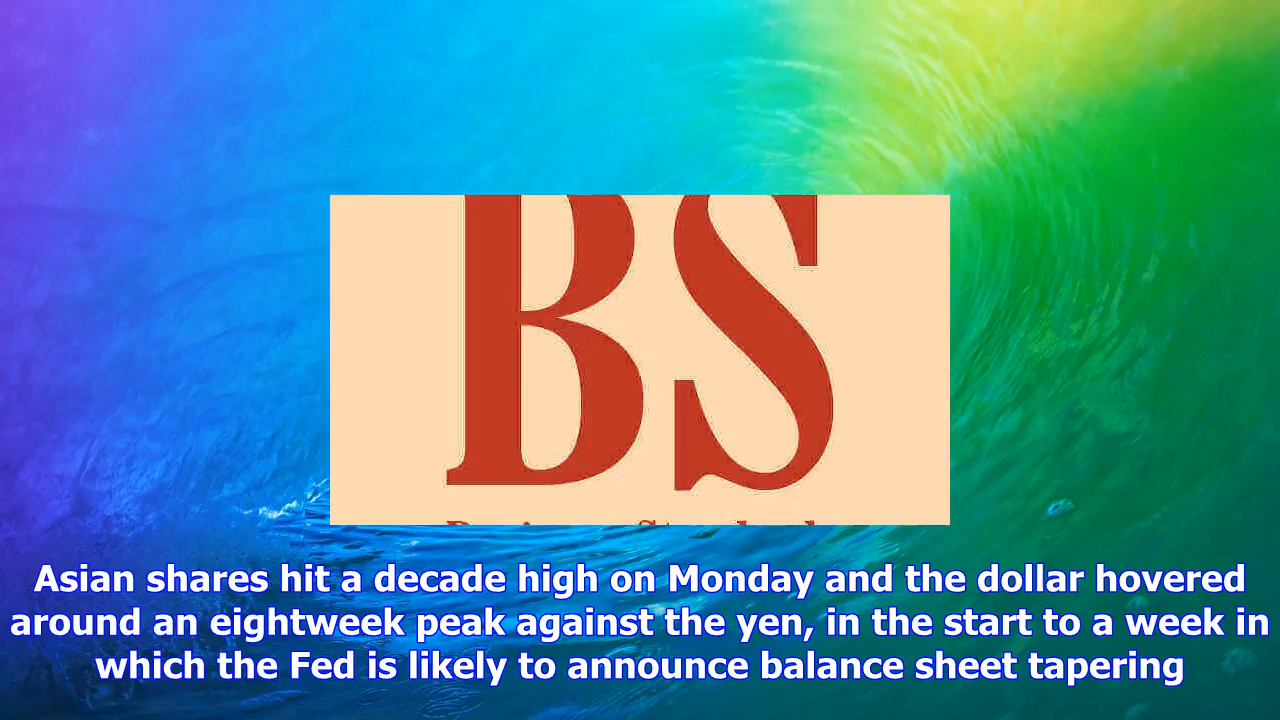 BS
Asian shares hit a decade high on Monday and the dollar hovered
around an eightweek peak against the yen, in the start to a week in
which the Fed is likely to announce balance sheet tapering